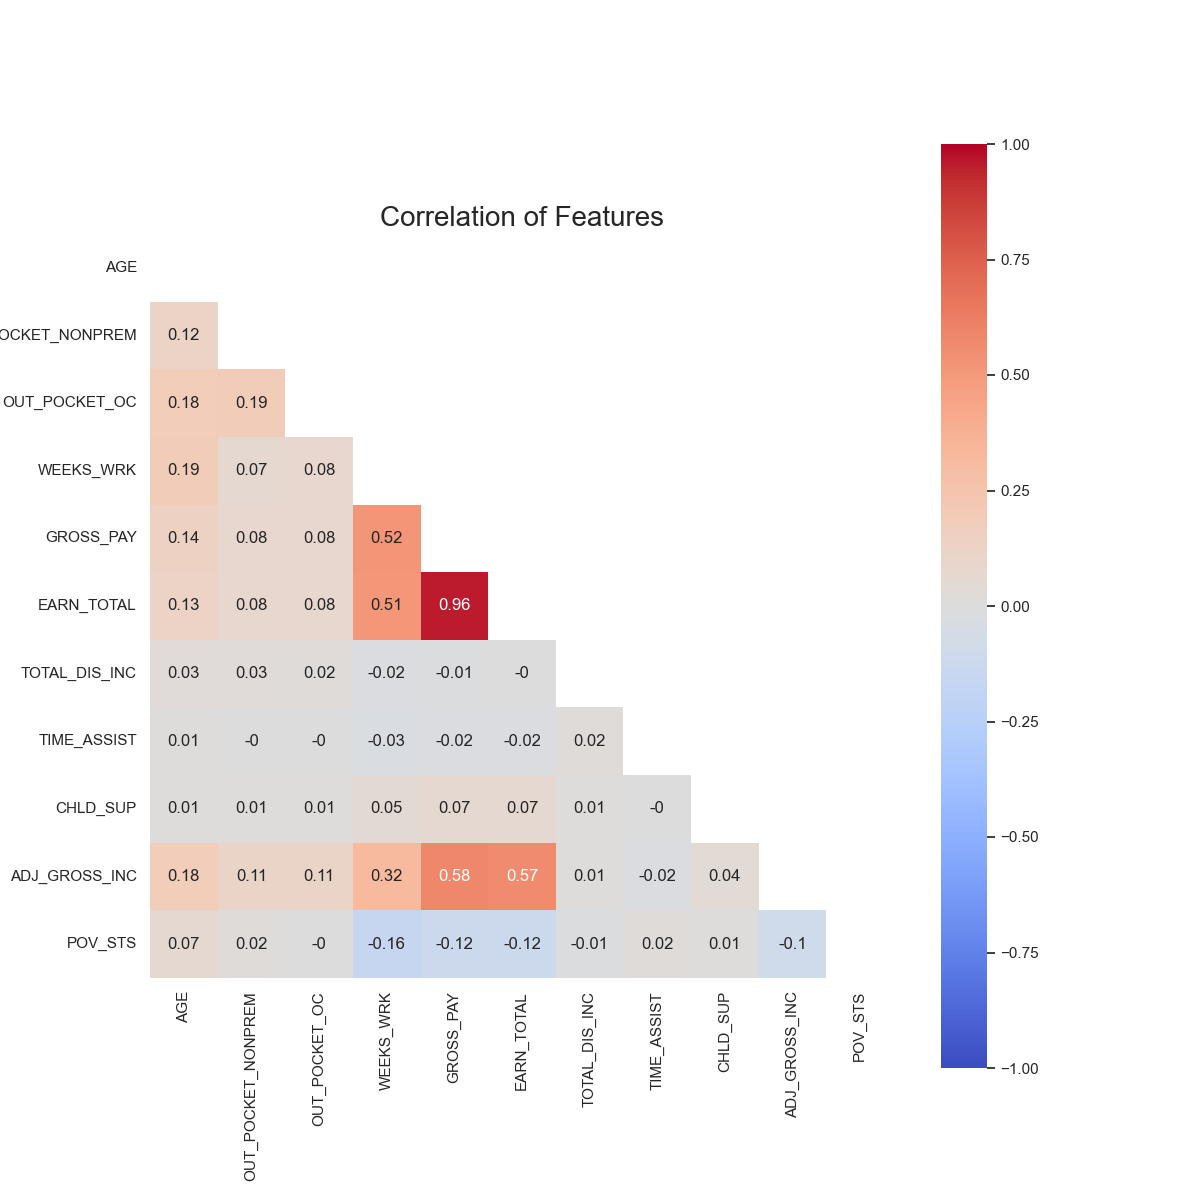 Correlation of Features
AGE
OCKET_NONPREM 0.12
OUT_POCKET_OC 0.18 0.19
WEEKS_WRK 0.19 0.07 0.08
GROSS_PAY 0.14 0.08 0.08 0.52
EARN_TOTAL 0.13 0.08 0.08 0.51 0.96
TOTAL_DIS_INC 0.03 0.03 0.02 -0.02 -0.01 -0
TIME_ASSIST 0.01 -0 -0 -0.03 -0.02 -0.02 0.02
CHLD_SUP 0.01 0.01 0.01 0.05 0.07 0.07 0.01 -0
ADJ_GROSS_INC 0.18 0.11 0.11 0.32 0.58 0.57 0.01 -0.02 0.04
POV_STS 0.07 0.02 -0 -0.16 -0.12 -0.12 -0.01 0.02 0.01 -0.1
AGE
OUT_POCKET_NONPREM
OUT_POCKET_OC
WEEKS_WRK
GROSS_PAY
EARN_TOTAL
TOTAL_DIS_INC
TIME_ASSIST
CHLD_SUP
ADJ_GROSS_INC
POV_STS
1.00
0.75
0.50
0.25
0.00
−0.25
−0.50
−0.75
−1.00